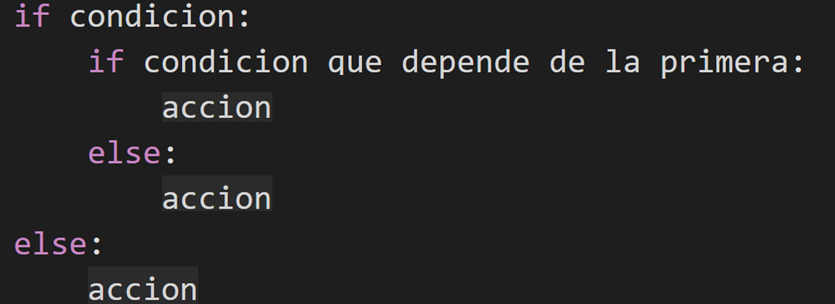 if condicion:
    if condicion que depende de la primera:
        accion
    else:
        accion
else:
    accion